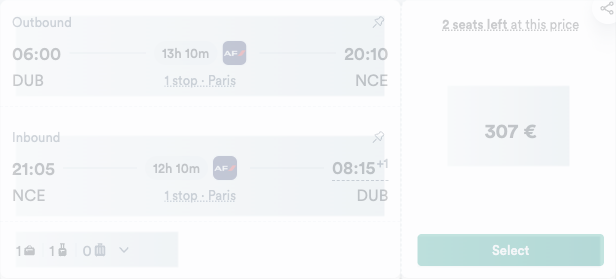 Outbound
06:00 13h 10m AF 20:10
DUB 1 stop · Paris NCE
Inbound
21:05 12h 10m AF 08:15+1
NCE 1 stop · Paris DUB
1 1 0
2 seats left at this price
307 €
Select